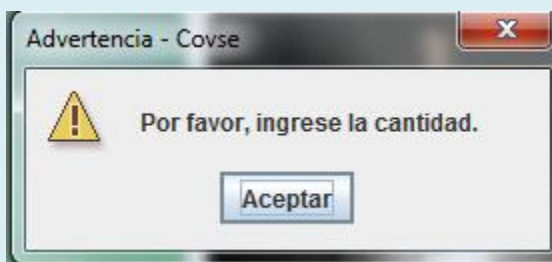 Advertencia - Covse
Por favor, ingrese la cantidad.
Aceptar